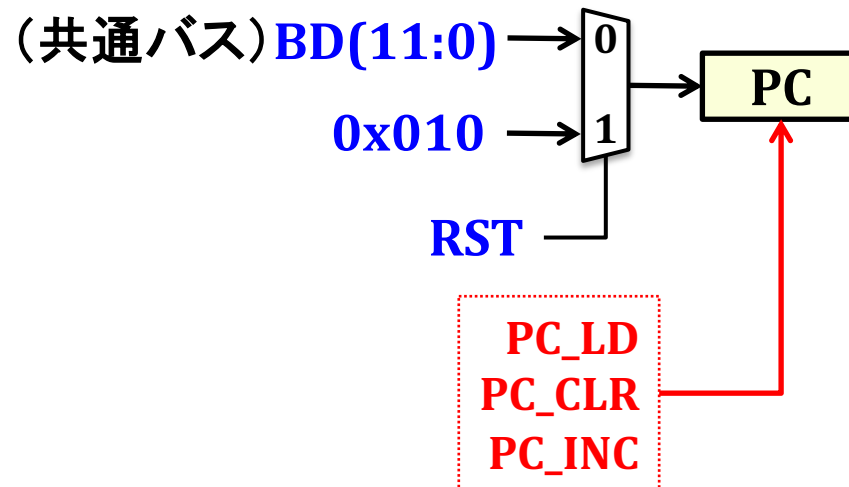 （共通バス）BD(11:0)
0
PC
0x010
1
RST
PC_LD
PC_CLR
PC_INC